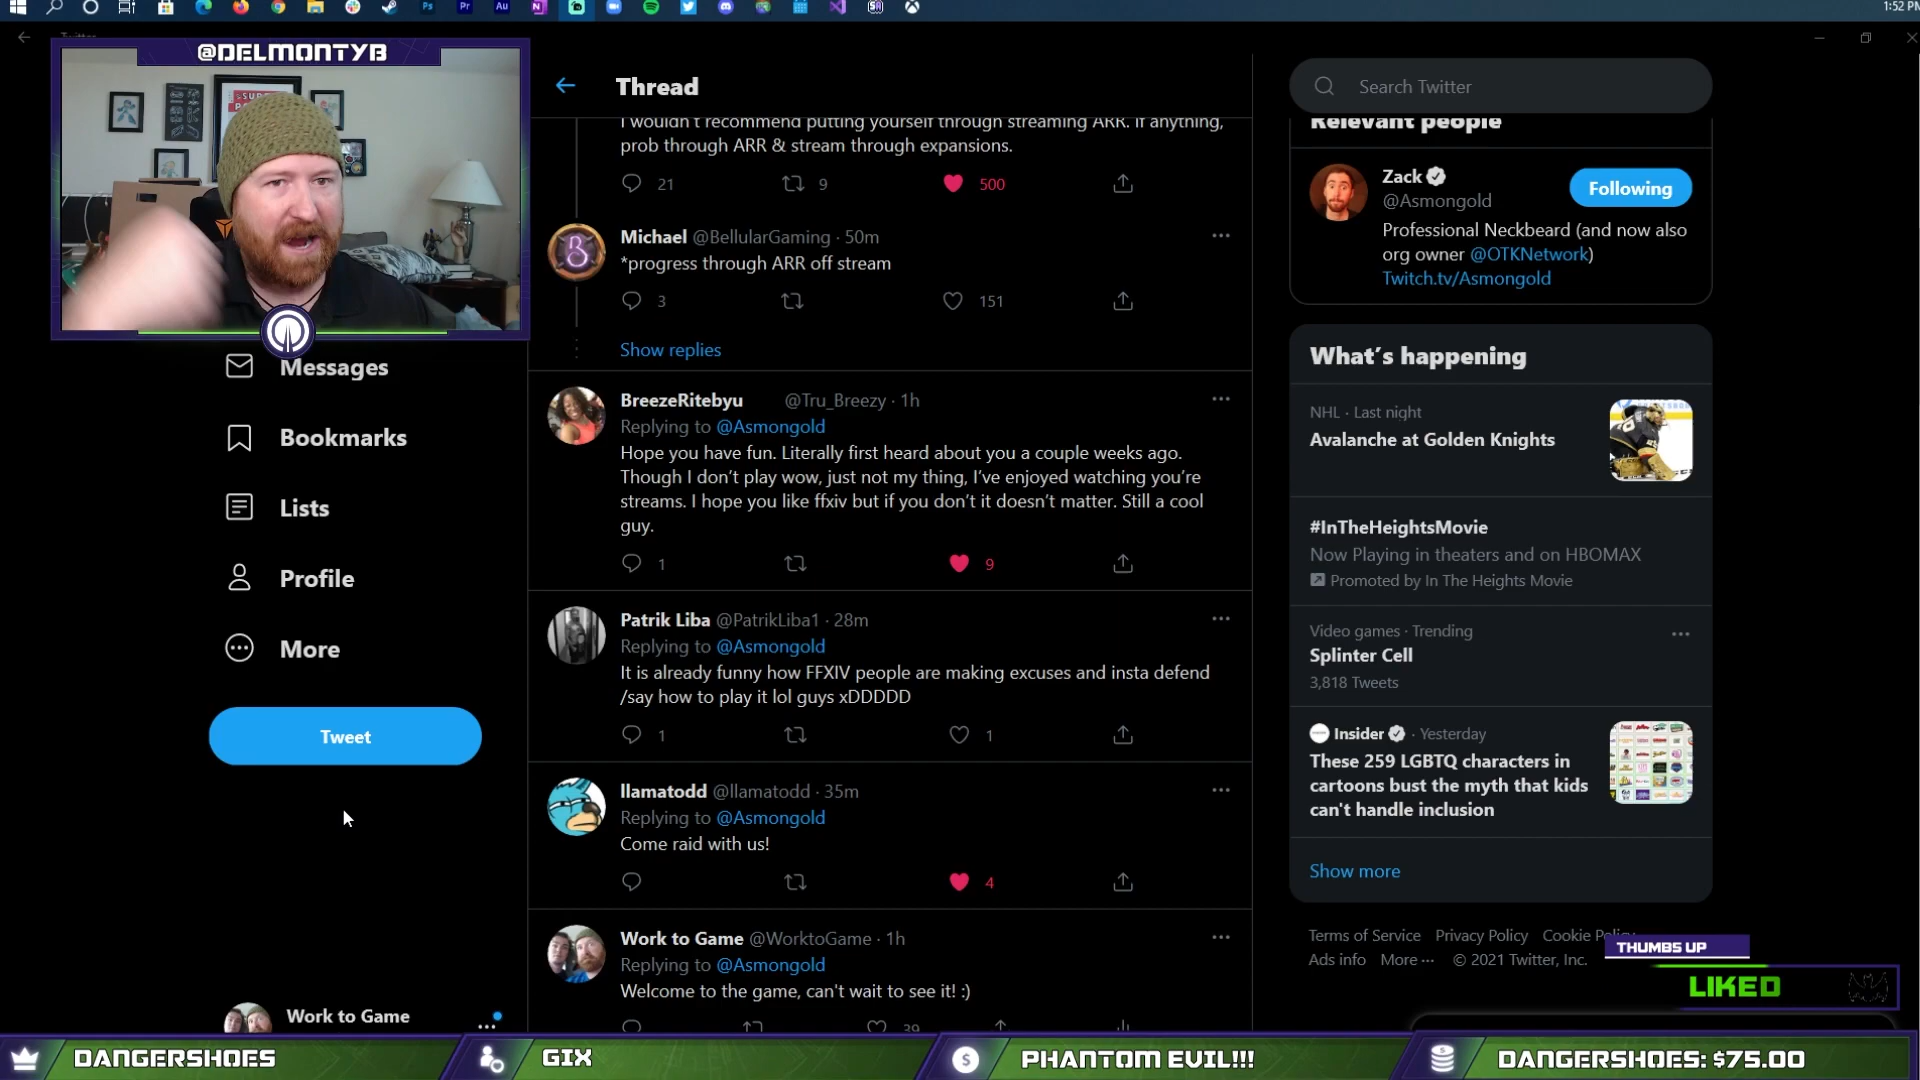 1:52 PM
@DELMONTYB
Messages
Bookmarks
Lists
Profile
More
Tweet
Work to Game
Thread
I wouldn't recommend putting yourself through streaming ARR. If anything,
prob through ARR & stream through expansions.
21 9 500
Michael @BellularGaming · 50m
*progress through ARR off stream
3 151
Show replies
BreezeRitebyu @Tru_Breezy · 1h
Replying to @Asmongold
Hope you have fun. Literally first heard about you a couple weeks ago.
Though I don't play wow, just not my thing, I've enjoyed watching you're
streams. I hope you like ffxiv but if you don't it doesn't matter. Still a cool
guy.
1 9
Patrik Liba @PatrikLiba1 · 28m
Replying to @Asmongold
It is already funny how FFXIV people are making excuses and insta defend
/say how to play it lol guys xDDDDD
1 1
llamatodd @llamatodd · 35m
Replying to @Asmongold
Come raid with us!
4
Work to Game @WorktoGame · 1h
Replying to @Asmongold
Welcome to the game, can't wait to see it! :)
39
Search Twitter
Relevant people
Zack
@Asmongold
Following
Professional Neckbeard (and now also
org owner @OTKNetwork)
Twitch.tv/Asmongold
What's happening
NHL · Last night
Avalanche at Golden Knights
#InTheHeightsMovie
Now Playing in theaters and on HBOMAX
Promoted by In The Heights Movie
Video games · Trending
Splinter Cell
3,818 Tweets
Insider · Yesterday
These 259 LGBTQ characters in
cartoons bust the myth that kids
can't handle inclusion
Show more
Terms of Service Privacy Policy Cookie Policy
Ads info More ··· © 2021 Twitter, Inc.
THUMBS UP
LIKED
DANGERSHOES
GIX
PHANTOM EVIL!!!
DANGERSHOES: $75.00